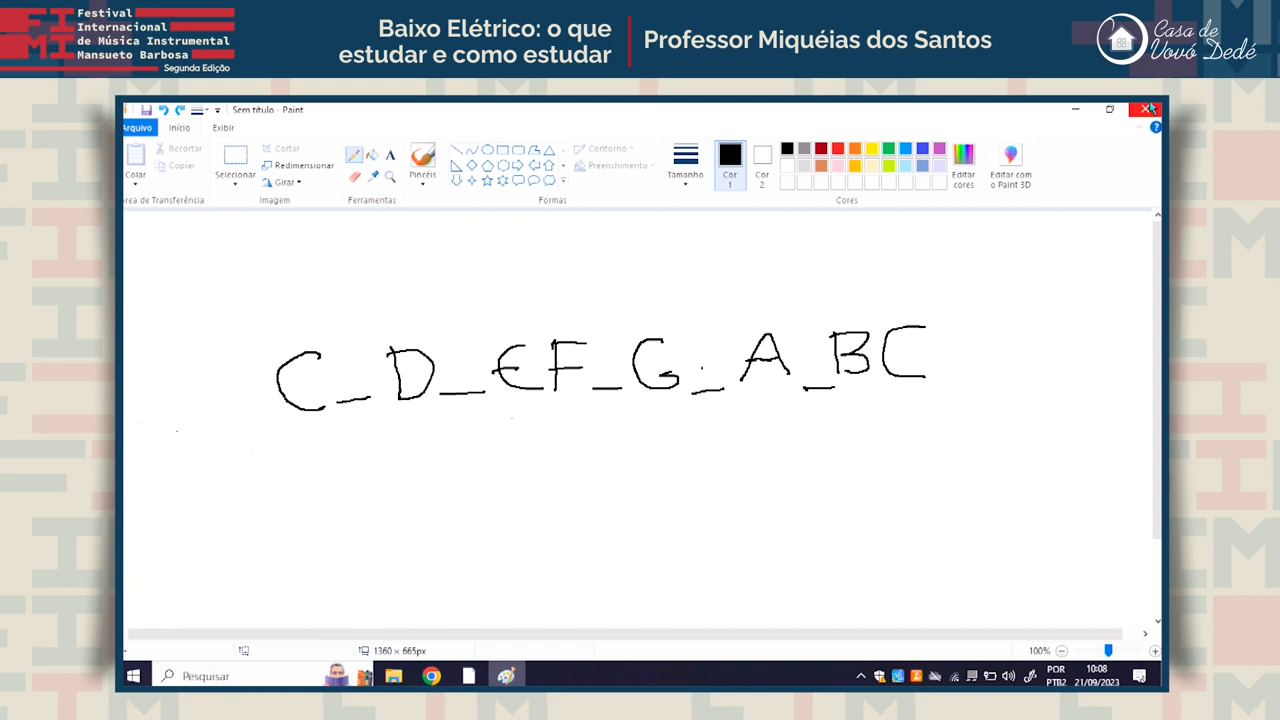 Festival
Internacional
de Música Instrumental
Mansueto Barbosa
Segunda Edição
Baixo Elétrico: o que
estudar e como estudar
Professor Miquéias dos Santos
Casa de
Vovó Dedé
Sem título - Paint
Arquivo Início Exibir
Colar
Recortar
Copiar
Área de Transferência
Selecionar
Cortar
Redimensionar
Girar
Imagem
A
Ferramentas
Pincéis
Contorno
Preenchimento
Formas
Tamanho
Cor
1
Cor
2
Cores
Editar
cores
Editar com
o Paint 3D
C_D_EF_G_A_BC
1360 × 665px
100%
Pesquisar
POR
PTB2
10:08
21/09/2023